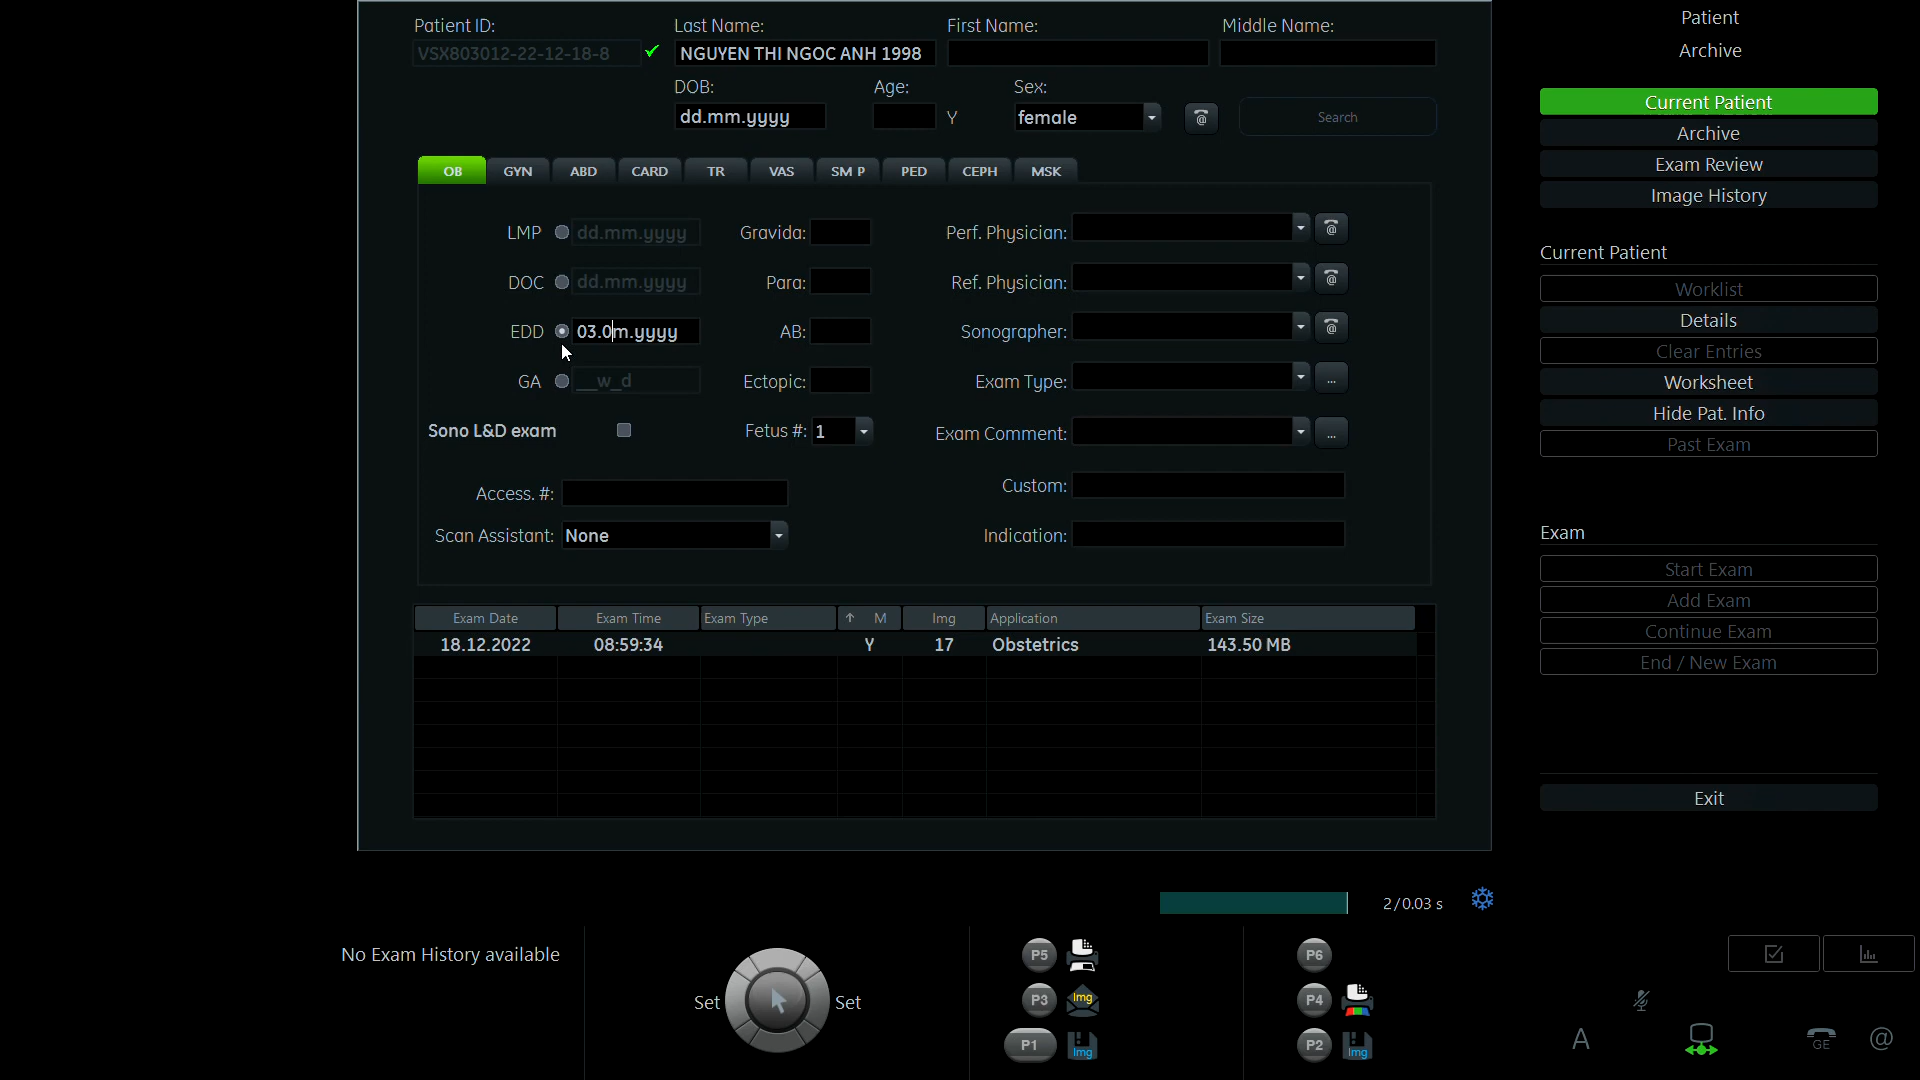 Patient ID: Last Name: First Name: Middle Name:
VSX803012-22-12-18-8 NGUYEN THI NGOC ANH 1998
DOB: Age: Sex:
dd.mm.yyyy Y female Search
OB GYN ABD CARD TR VAS SM P PED CEPH MSK
LMP dd.mm.yyyy Gravida: Perf. Physician:
DOC dd.mm.yyyy Para: Ref. Physician:
EDD 03.0m.yyyy AB: Sonographer:
GA __w_d Ectopic: Exam Type: ...
Sono L&D exam Fetus #: 1 Exam Comment: ...
Access. #: Custom:
Scan Assistant: None Indication:
Exam Date Exam Time Exam Type ↑ M Img Application Exam Size
18.12.2022 08:59:34 Y 17 Obstetrics 143.50 MB
Patient
Archive
Current Patient
Archive
Exam Review
Image History
Current Patient
Worklist
Details
Clear Entries
Worksheet
Hide Pat. Info
Past Exam
Exam
Start Exam
Add Exam
Continue Exam
End / New Exam
Exit
2/0.03 s
No Exam History available
Set Set
P5 P6
P3 Img P4
P1 Img P2 Img
A GE @